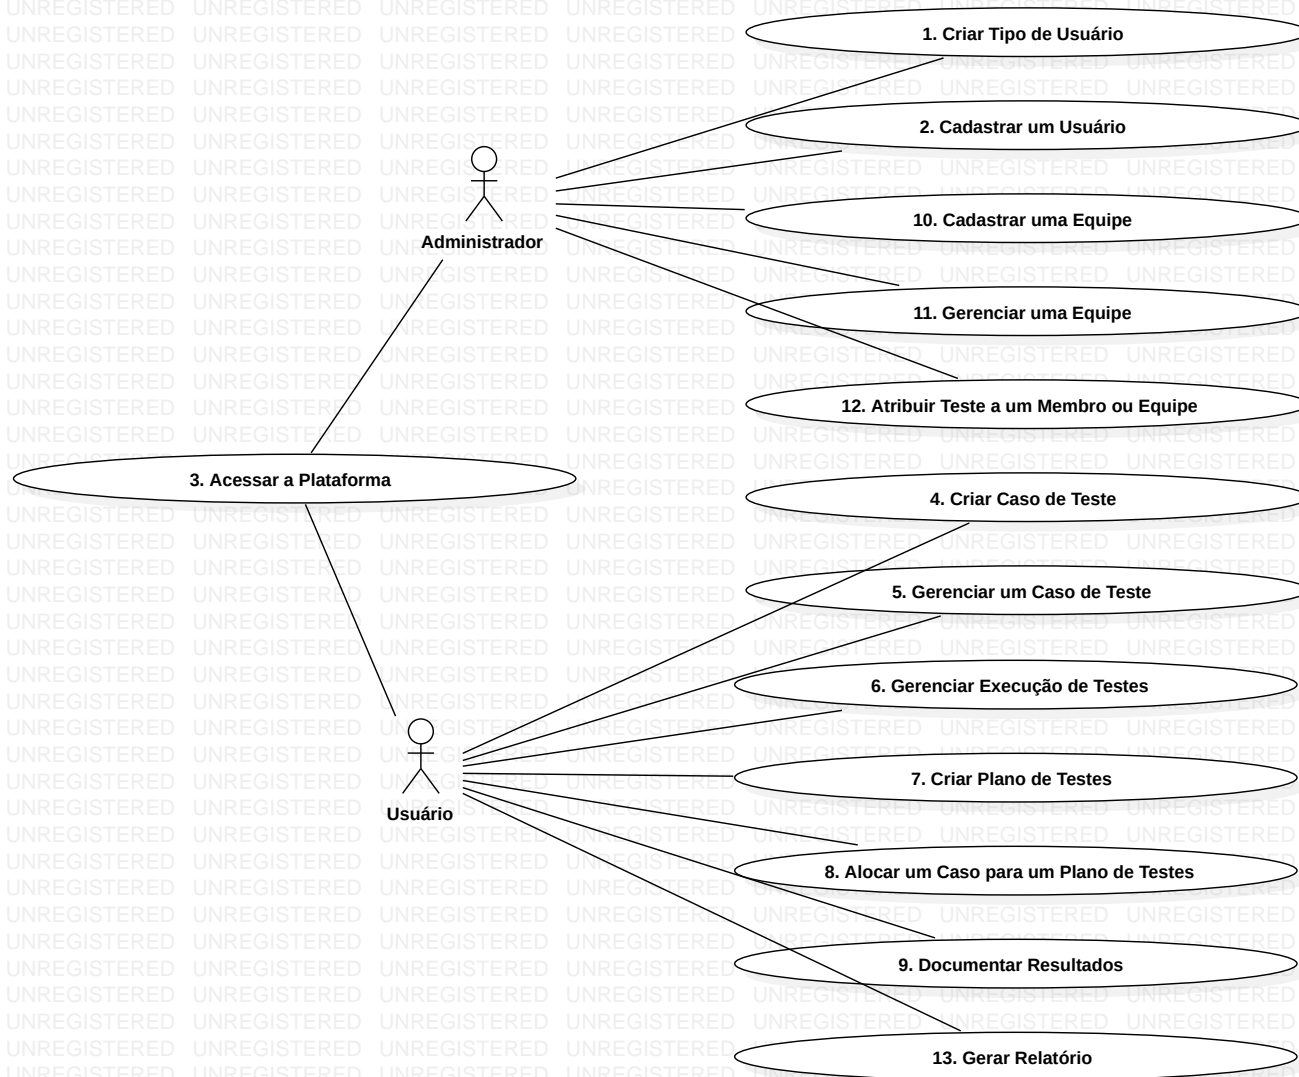 1. Criar Tipo de Usuário
2. Cadastrar um Usuário
10. Cadastrar uma Equipe
Administrador
11. Gerenciar uma Equipe
12. Atribuir Teste a um Membro ou Equipe
3. Acessar a Plataforma
4. Criar Caso de Teste
5. Gerenciar um Caso de Teste
6. Gerenciar Execução de Testes
7. Criar Plano de Testes
Usuário
8. Alocar um Caso para um Plano de Testes
9. Documentar Resultados
13. Gerar Relatório
UNREGISTERED